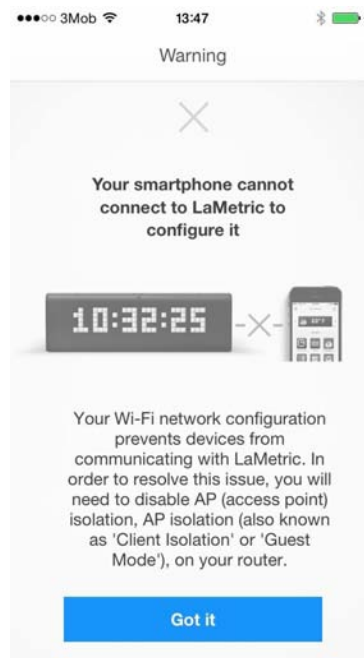 3Mob 13:47
Warning
Your smartphone cannot
connect to LaMetric to
configure it
10:32:25
Your Wi-Fi network configuration
prevents devices from
communicating with LaMetric. In
order to resolve this issue, you will
need to disable AP (access point)
isolation, AP isolation (also known
as 'Client Isolation' or 'Guest
Mode'), on your router.
Got it